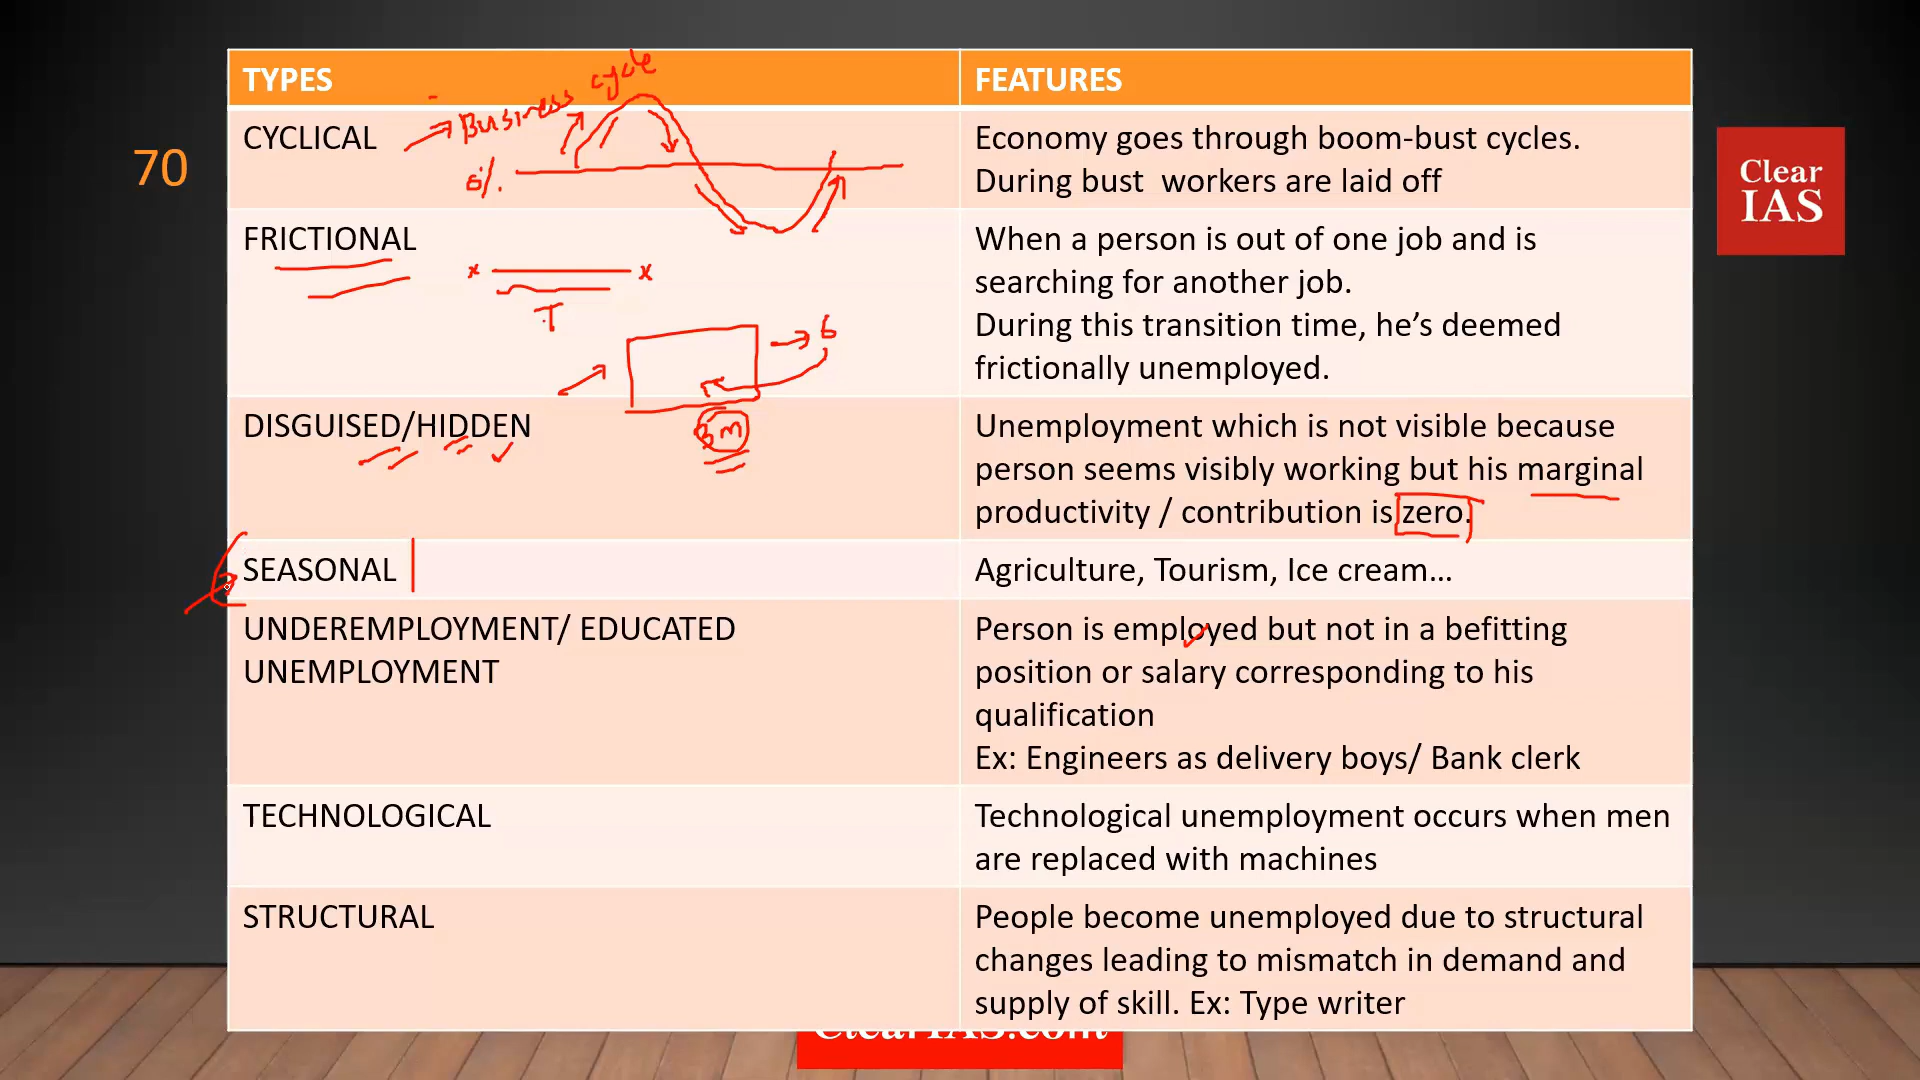 TYPES
FEATURES
70
CYCLICAL
Business cycle
6%.
Economy goes through boom-bust cycles.
During bust workers are laid off
Clear
IAS
FRICTIONAL
x x
T
6
When a person is out of one job and is
searching for another job.
During this transition time, he's deemed
frictionally unemployed.
DISGUISED/HIDDEN
3 m
Unemployment which is not visible because
person seems visibly working but his marginal
productivity / contribution is zero.
SEASONAL
Agriculture, Tourism, Ice cream...
UNDEREMPLOYMENT/ EDUCATED
UNEMPLOYMENT
Person is employed but not in a befitting
position or salary corresponding to his
qualification
Ex: Engineers as delivery boys/ Bank clerk
TECHNOLOGICAL
Technological unemployment occurs when men
are replaced with machines
STRUCTURAL
People become unemployed due to structural
changes leading to mismatch in demand and
supply of skill. Ex: Type writer
ClearIAS.com